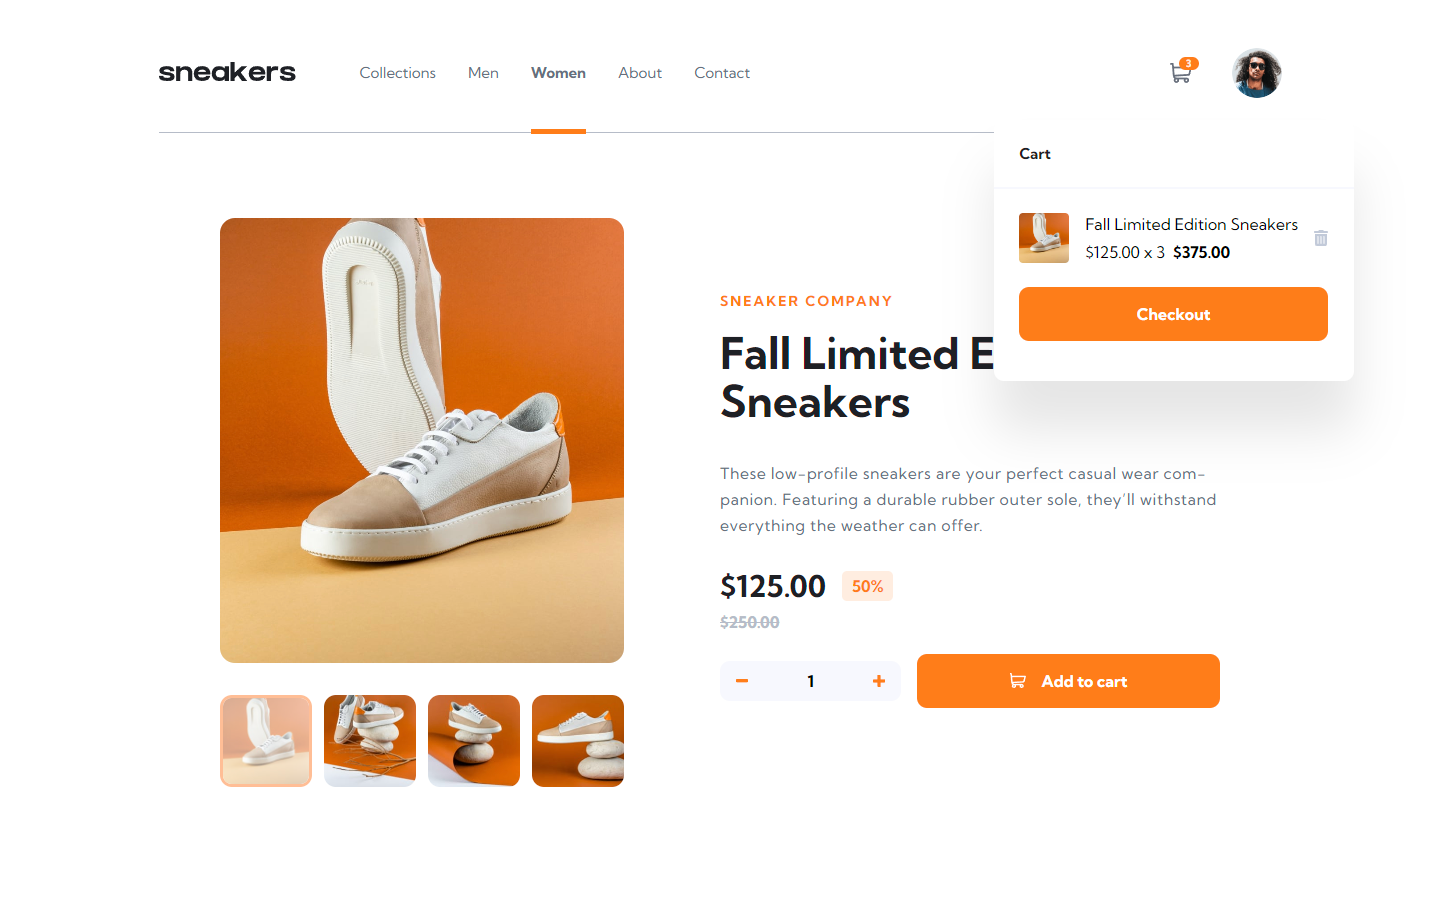 sneakers
Collections
Men
Women
About
Contact
3
Cart
Fall Limited Edition Sneakers
$125.00 x 3 $375.00
Checkout
SNEAKER COMPANY
Fall Limited E
Sneakers
These low-profile sneakers are your perfect casual wear com-
panion. Featuring a durable rubber outer sole, they’ll withstand
everything the weather can offer.
$125.00
50%
$250.00
1
Add to cart